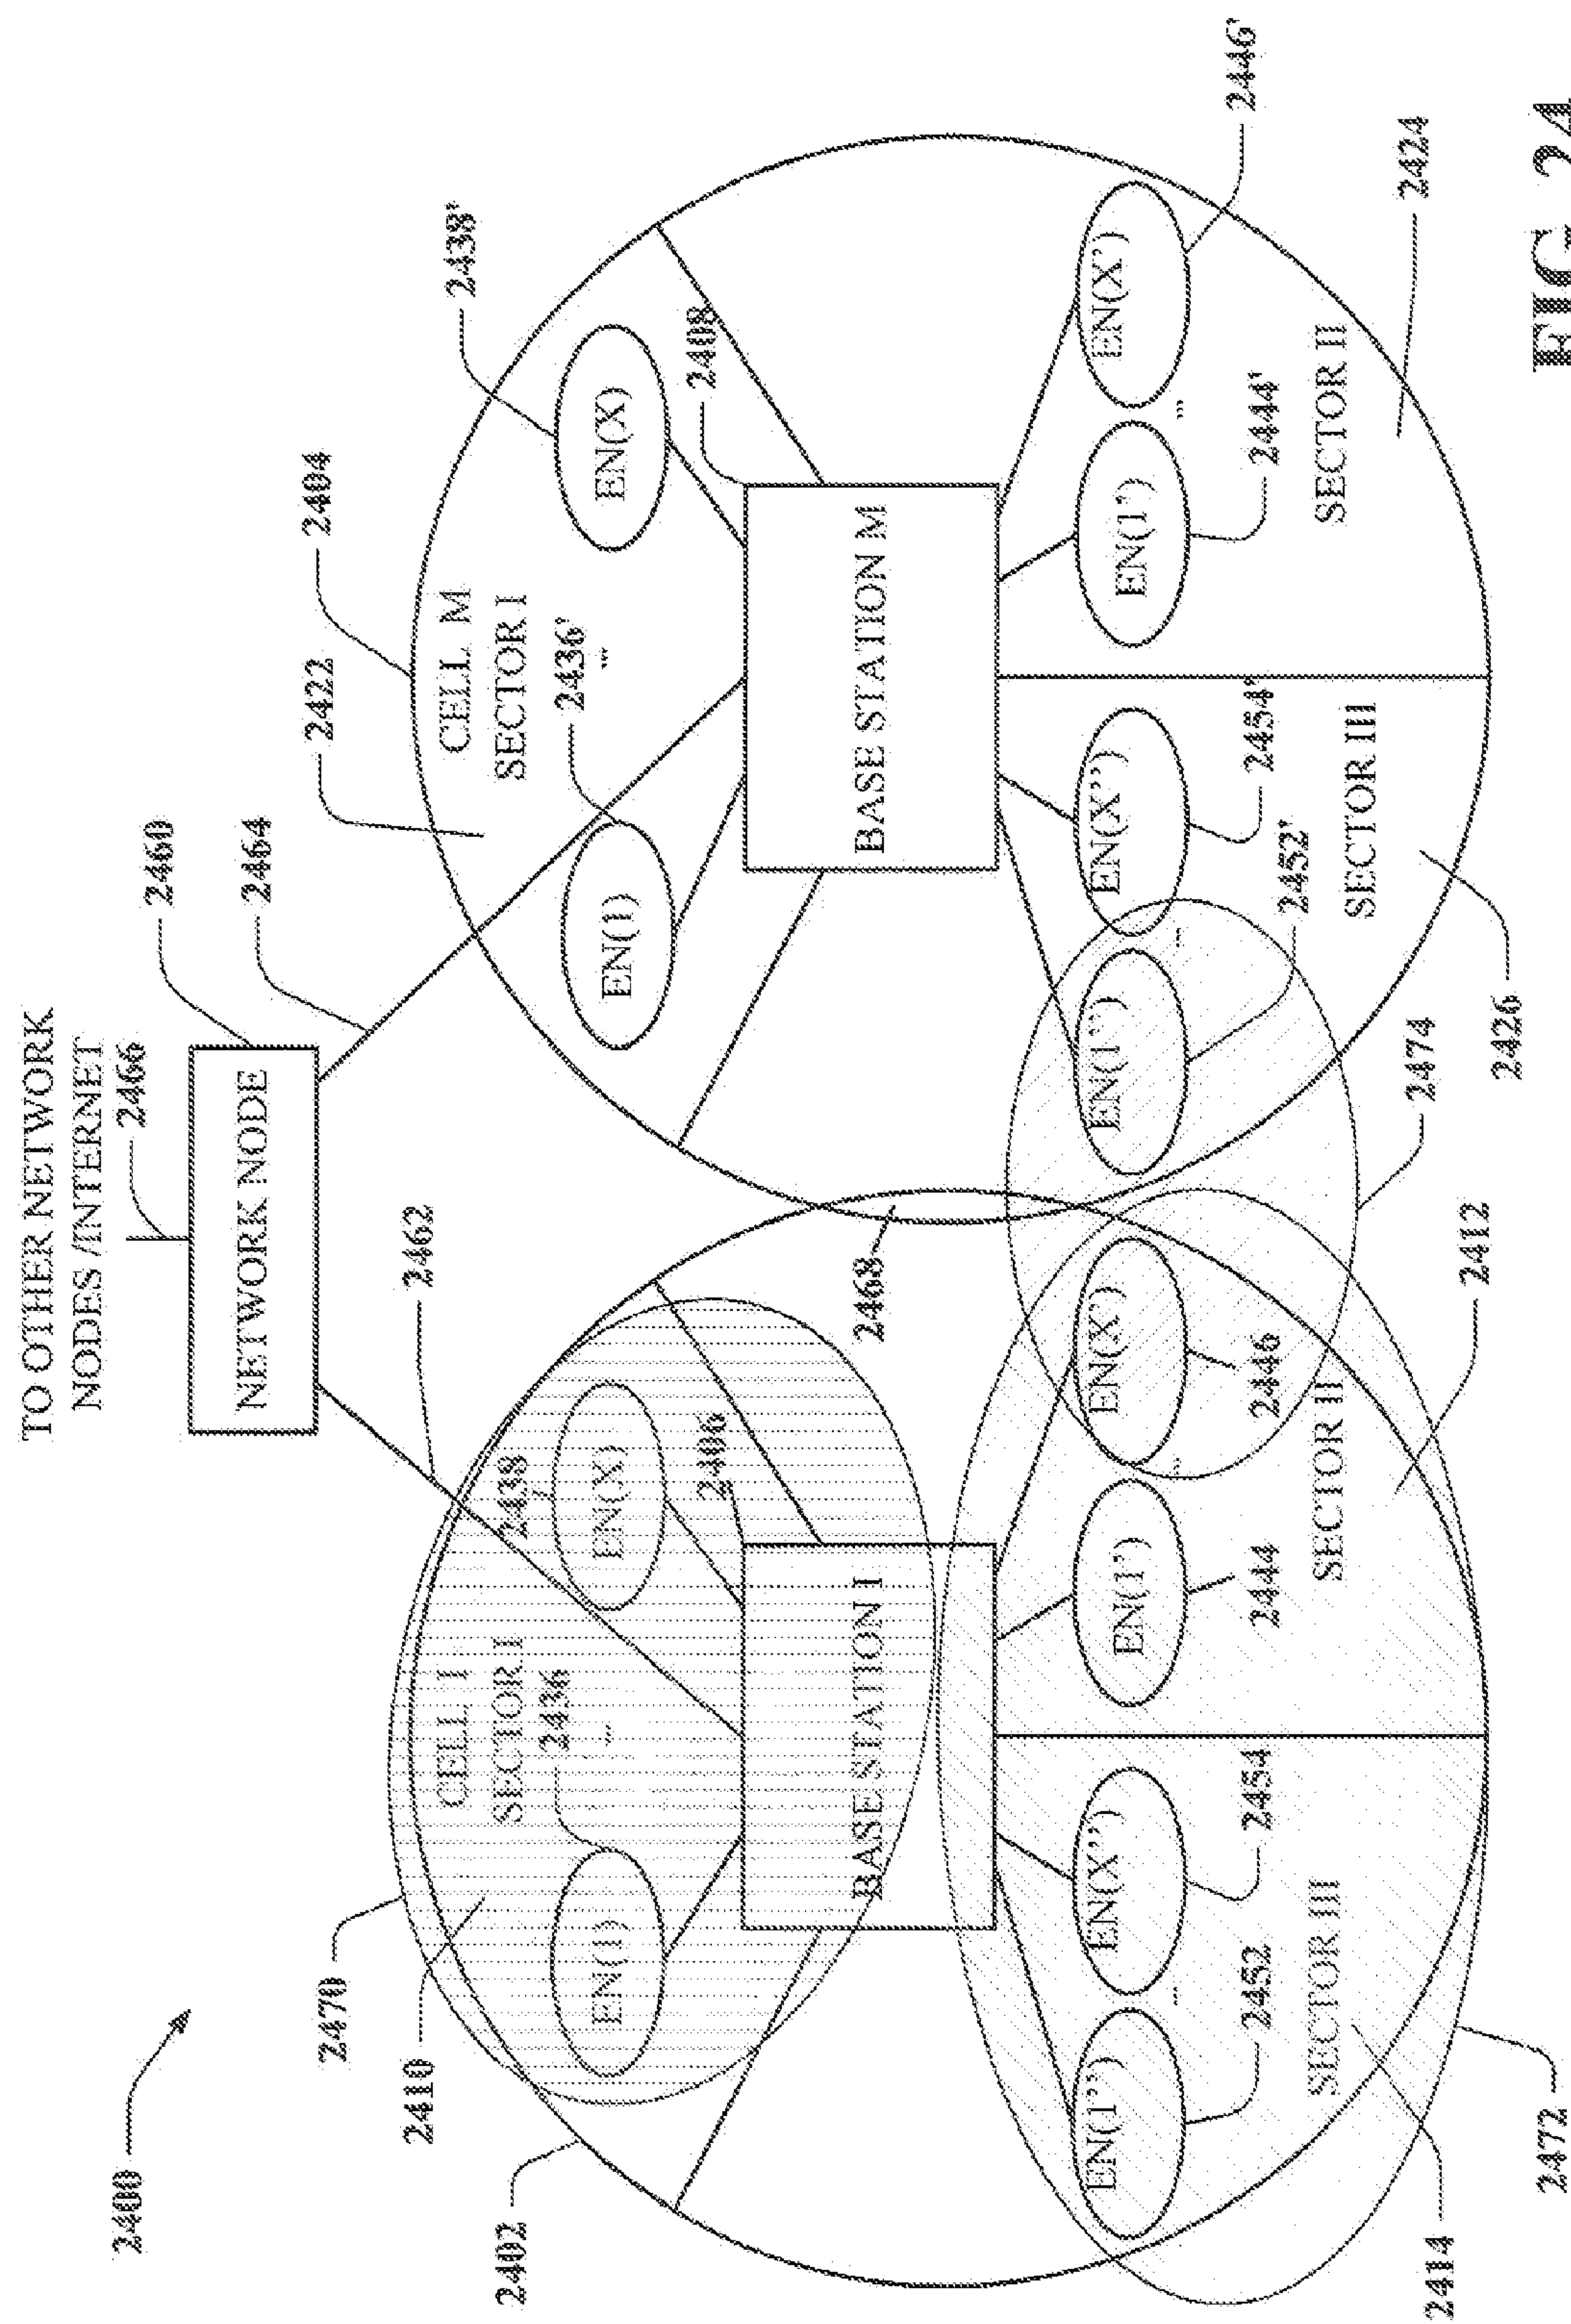 TO OTHER NETWORK
NODES /INTERNET
2466
2400
NETWORK NODE
2460
2464
2462
2404
2422
2470
2410
2402
CELL I
SECTOR I
2436
2438
EN(1)
...
EN(X)
2406
BASE STATION I
CELL M
SECTOR I
2436'
2438'
EN(1)
...
EN(X)
2408
BASE STATION M
2468
EN(1'')
...
EN(X'')
2452
2454
SECTOR III
2414
EN(1')
...
EN(X')
2444
2446
SECTOR II
2412
2472
2474
EN(1'')
...
EN(X'')
2452'
2454'
SECTOR III
2426
EN(1')
...
EN(X')
2444'
2446'
SECTOR II
2424
FIG. 24